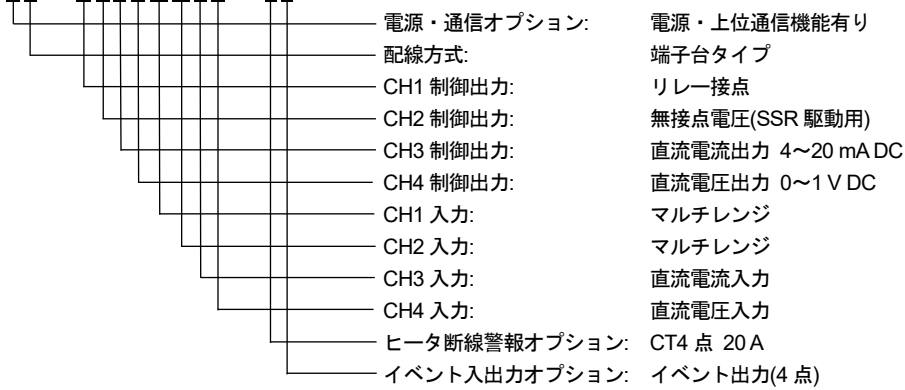 電源・通信オプション: 電源・上位通信機能有り
配線方式: 端子台タイプ
CH1 制御出力: リレー接点
CH2 制御出力: 無接点電圧(SSR 駆動用)
CH3 制御出力: 直流電流出力 4～20 mA DC
CH4 制御出力: 直流電圧出力 0～1 V DC
CH1 入力: マルチレンジ
CH2 入力: マルチレンジ
CH3 入力: 直流電流入力
CH4 入力: 直流電圧入力
ヒータ断線警報オプション: CT4 点 20 A
イベント入出力オプション: イベント出力(4 点)